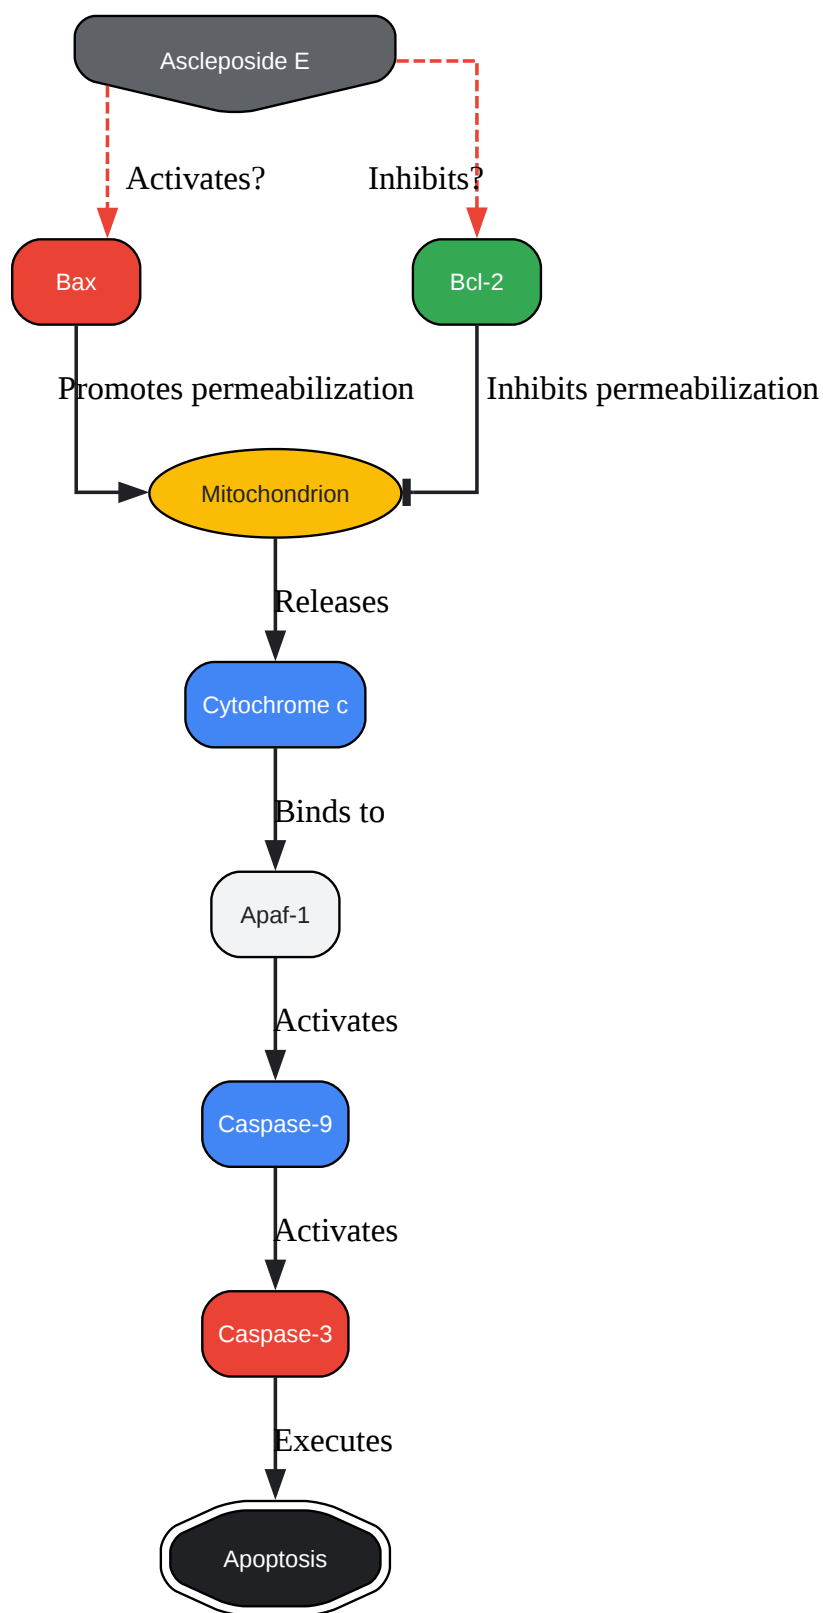 Ascleposide E
Activates?
Inhibits?
Bax
Bcl-2
Promotes permeabilization
Inhibits permeabilization
Mitochondrion
Releases
Cytochrome c
Binds to
Apaf-1
Activates
Caspase-9
Activates
Caspase-3
Executes
Apoptosis